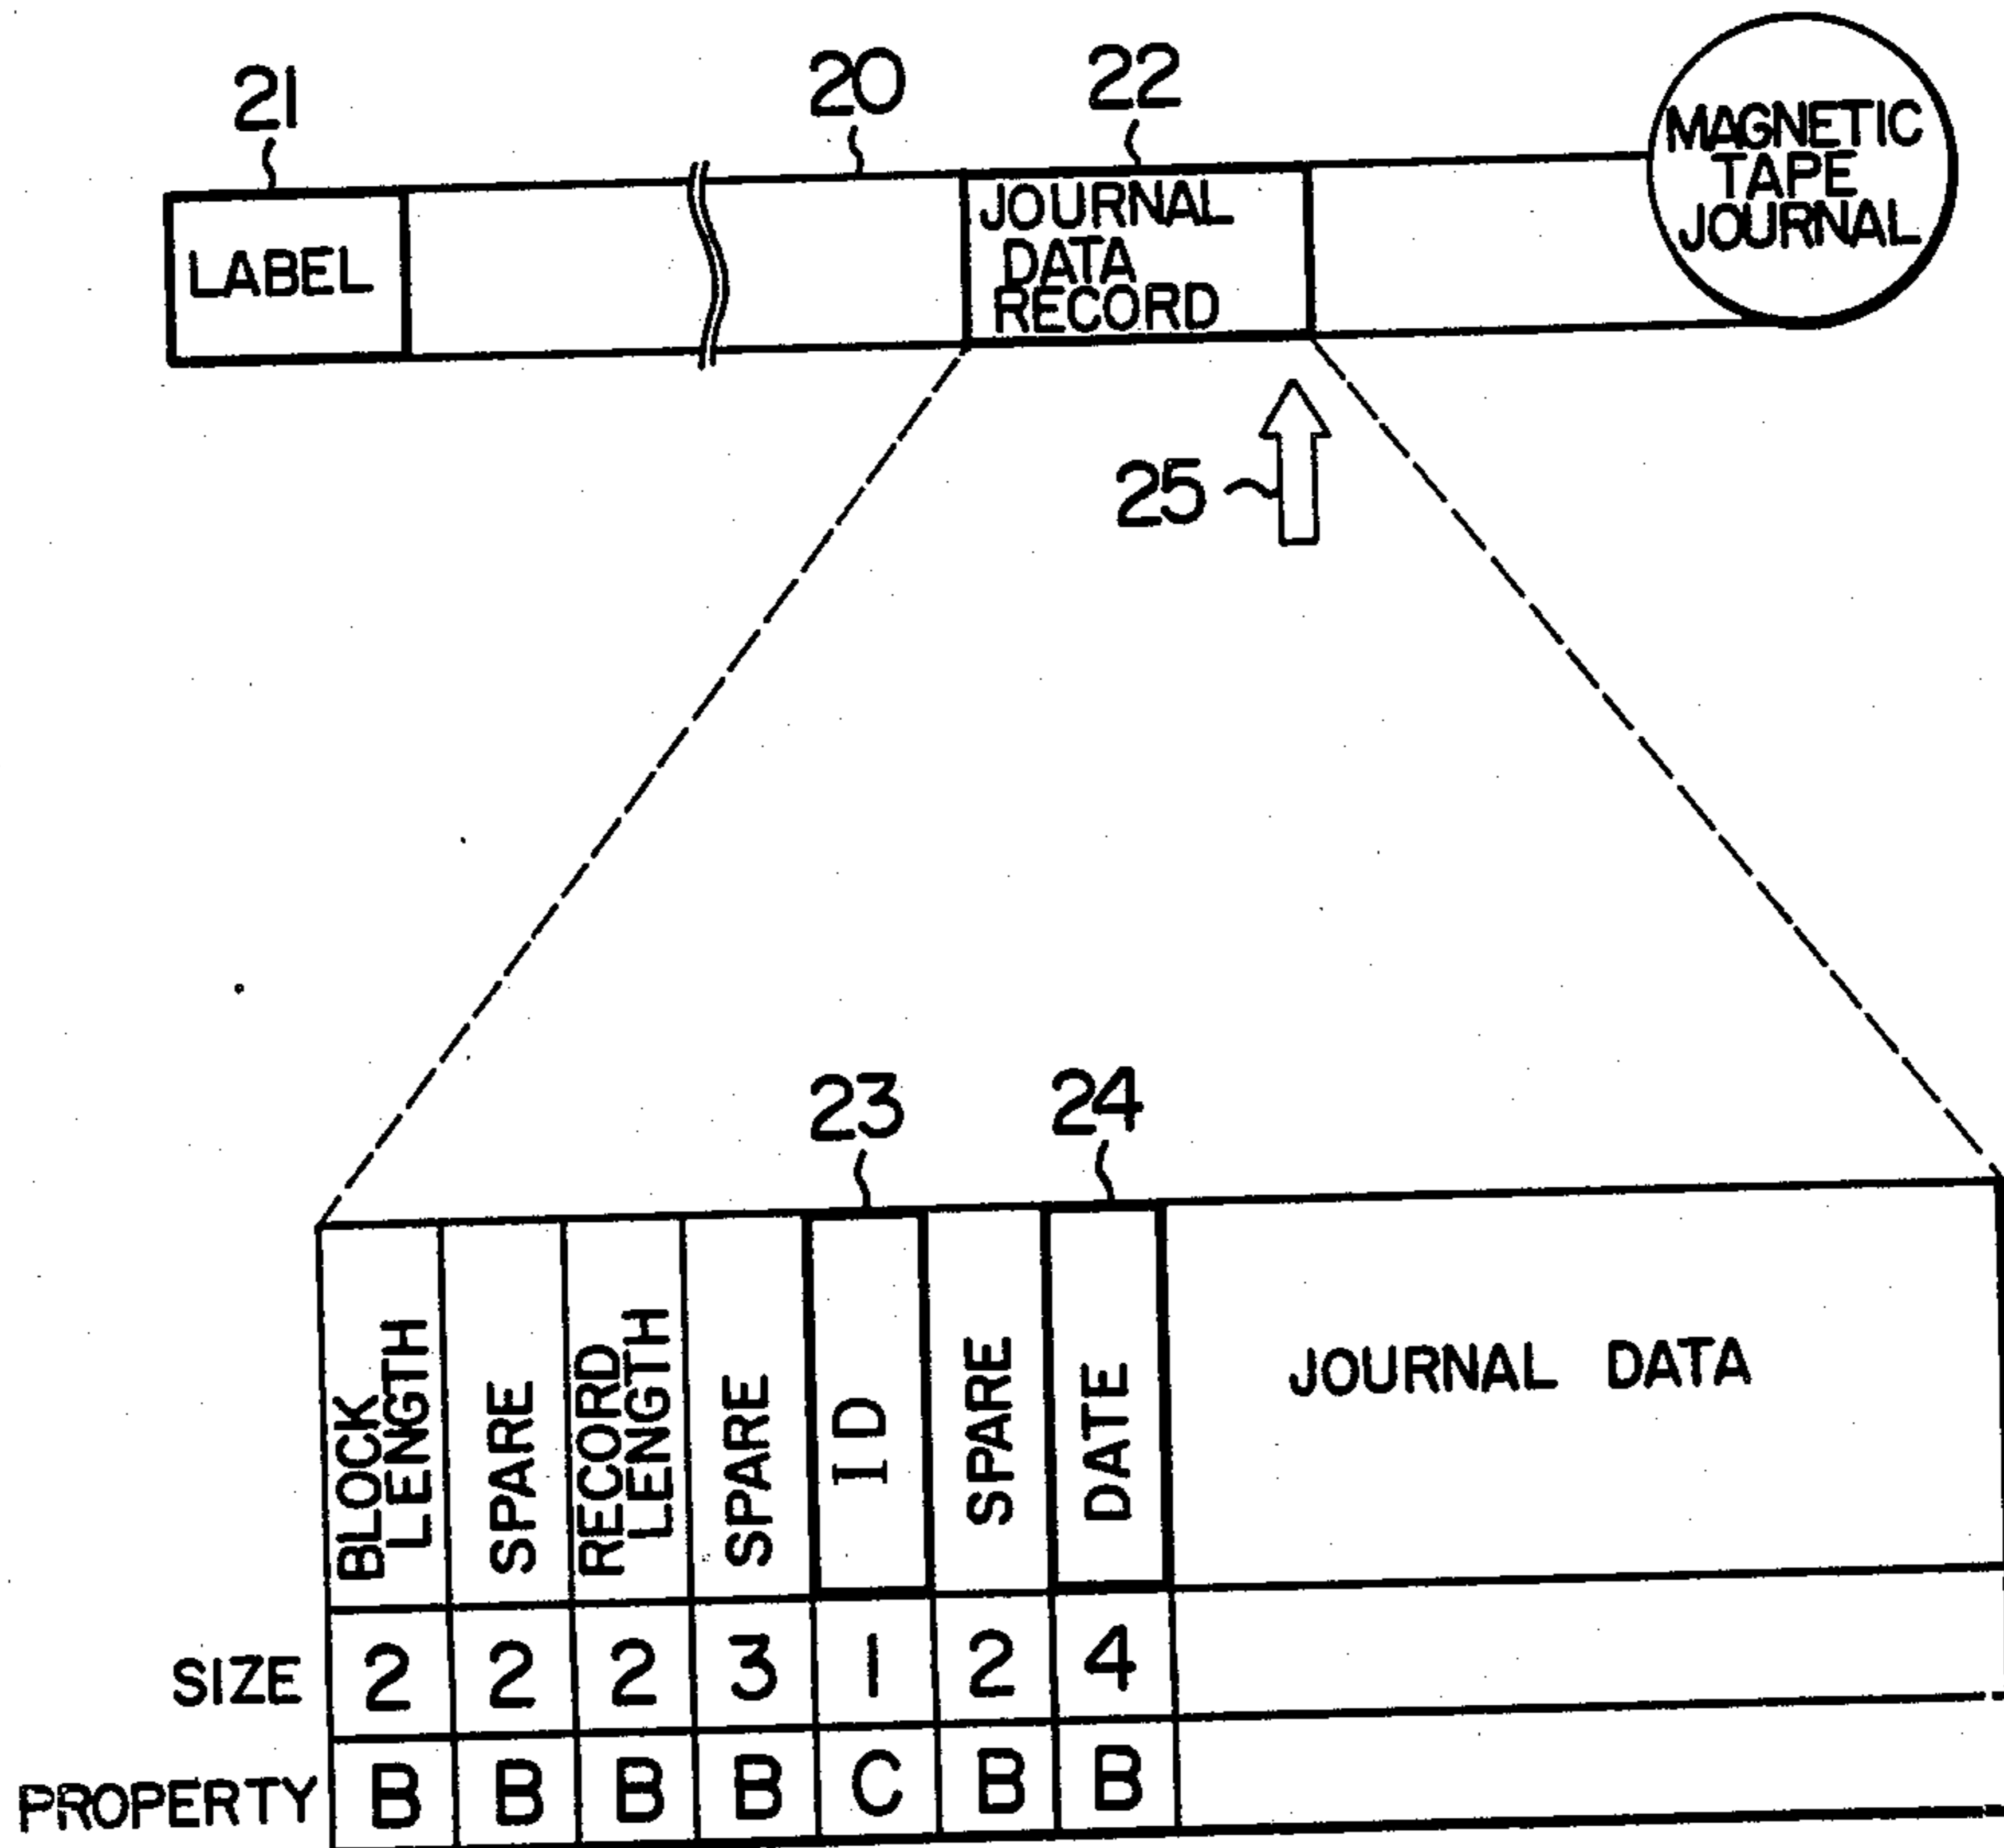 21
20
22
MAGNETIC
TAPE
JOURNAL
LABEL
JOURNAL
DATA
RECORD
25
23
24
BLOCK
LENGTH
SPARE
RECORD
LENGTH
SPARE
ID
SPARE
DATE
JOURNAL DATA
SIZE 2 2 2 3 1 2 4
PROPERTY B B B B C B B